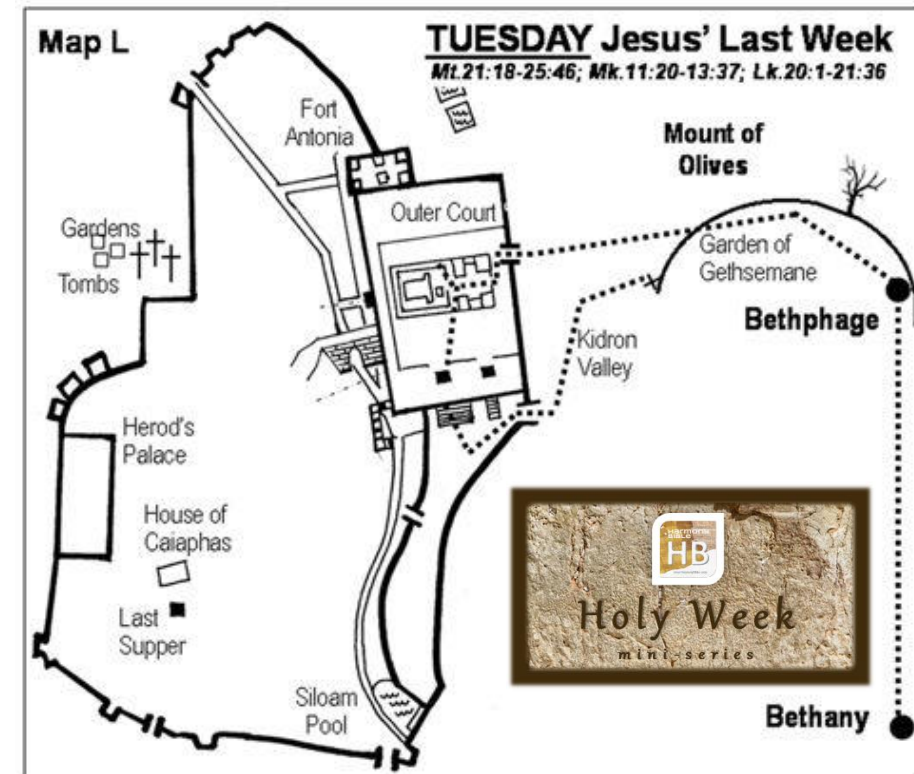 Map L
TUESDAY Jesus' Last Week
Mt.21:18-25:46; Mk.11:20-13:37; Lk.20:1-21:36
Fort
Antonia
Mount of
Olives
Outer Court
Gardens
Tombs
Garden of
Gethsemane
Bethphage
Kidron
Valley
Herod's
Palace
House of
Caiaphas
Last
Supper
HARMONY
BIBLE
HB
Holy Week
mini-series
Siloam
Pool
Bethany